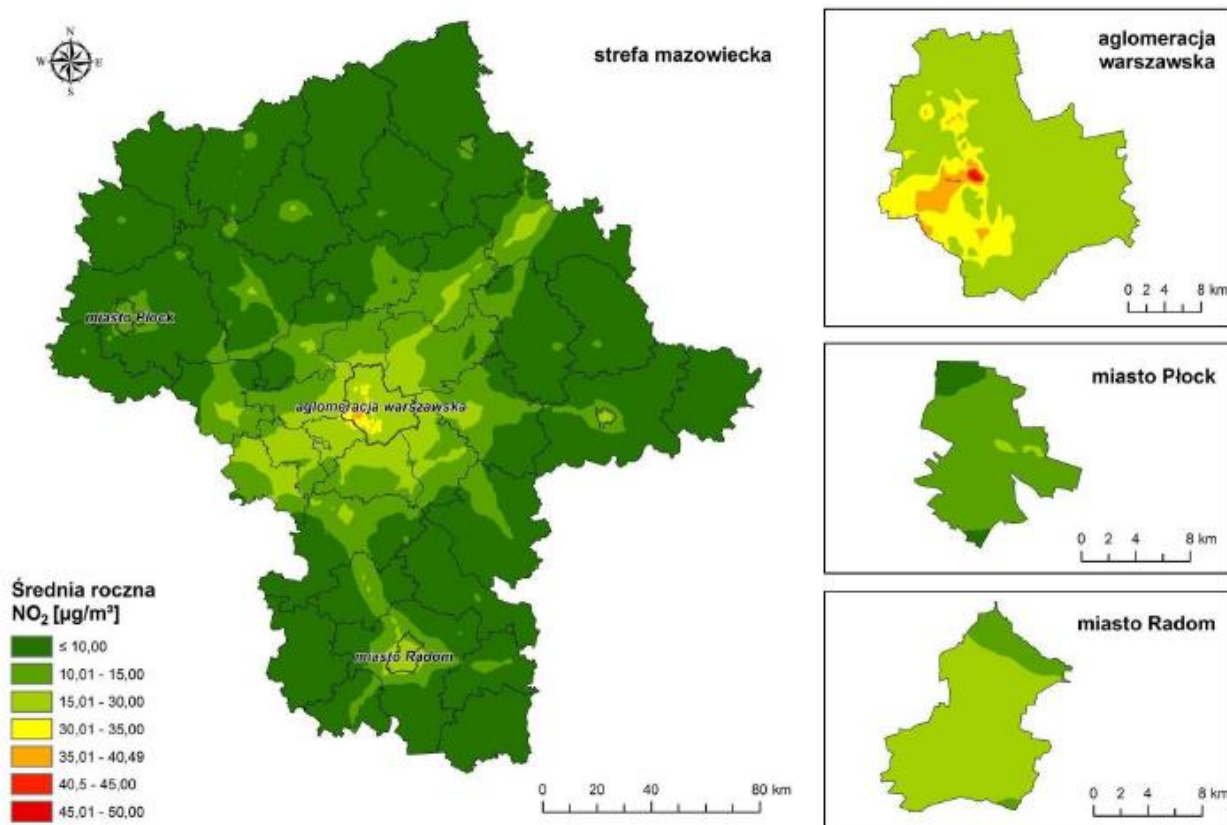 N
W E
S
strefa mazowiecka
miasto Płock
aglomeracja warszawska
miasto Radom
Średnia roczna
NO₂ [µg/m³]
≤ 10,00
10,01 - 15,00
15,01 - 30,00
30,01 - 35,00
35,01 - 40,49
40,5 - 45,00
45,01 - 50,00
0 20 40 80 km
aglomeracja
warszawska
0 2 4 8 km
miasto Płock
0 2 4 8 km
miasto Radom
0 2 4 8 km